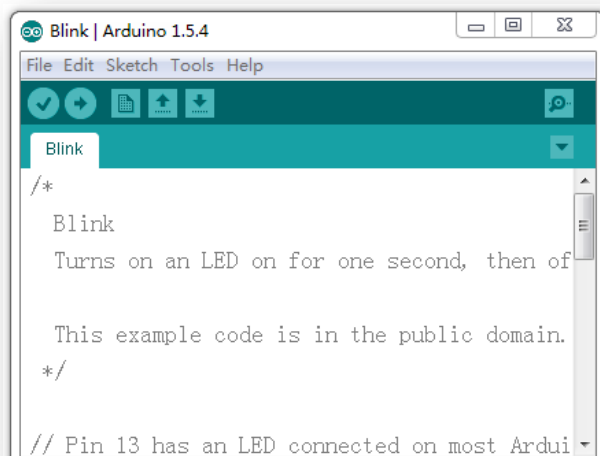 Blink | Arduino 1.5.4
File Edit Sketch Tools Help
Blink
/*
Blink
Turns on an LED on for one second, then of
This example code is in the public domain.
*/
// Pin 13 has an LED connected on most Ardui